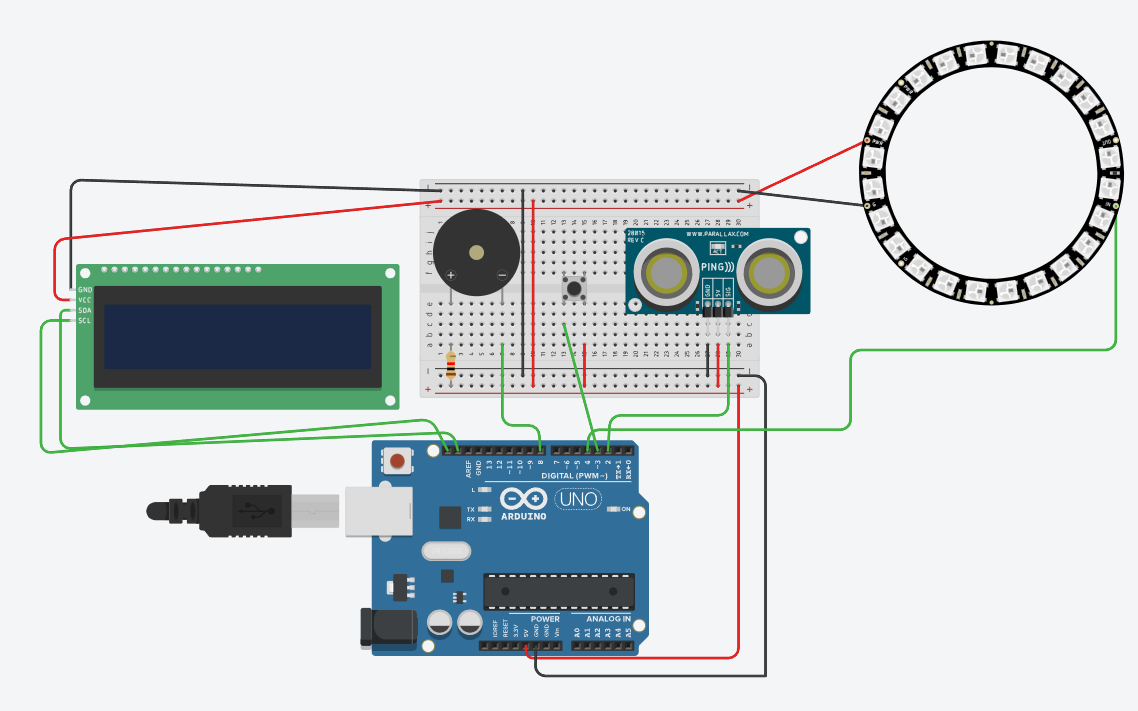 GND
VCC
SDA
SCL
28015
REV C
WWW.PARALLAX.COM
PING)))
GND
5V
SIG
PWR
G
IN
AREF
GND
13
12
~11
~10
~9
8
7
~6
~5
4
~3
2
TX→1
RX←0
DIGITAL (PWM~)
L
TX
RX
UNO
ARDUINO
ON
POWER
ANALOG IN
IOREF
RESET
3.3V
5V
GND
GND
Vin
A0
A1
A2
A3
A4
A5